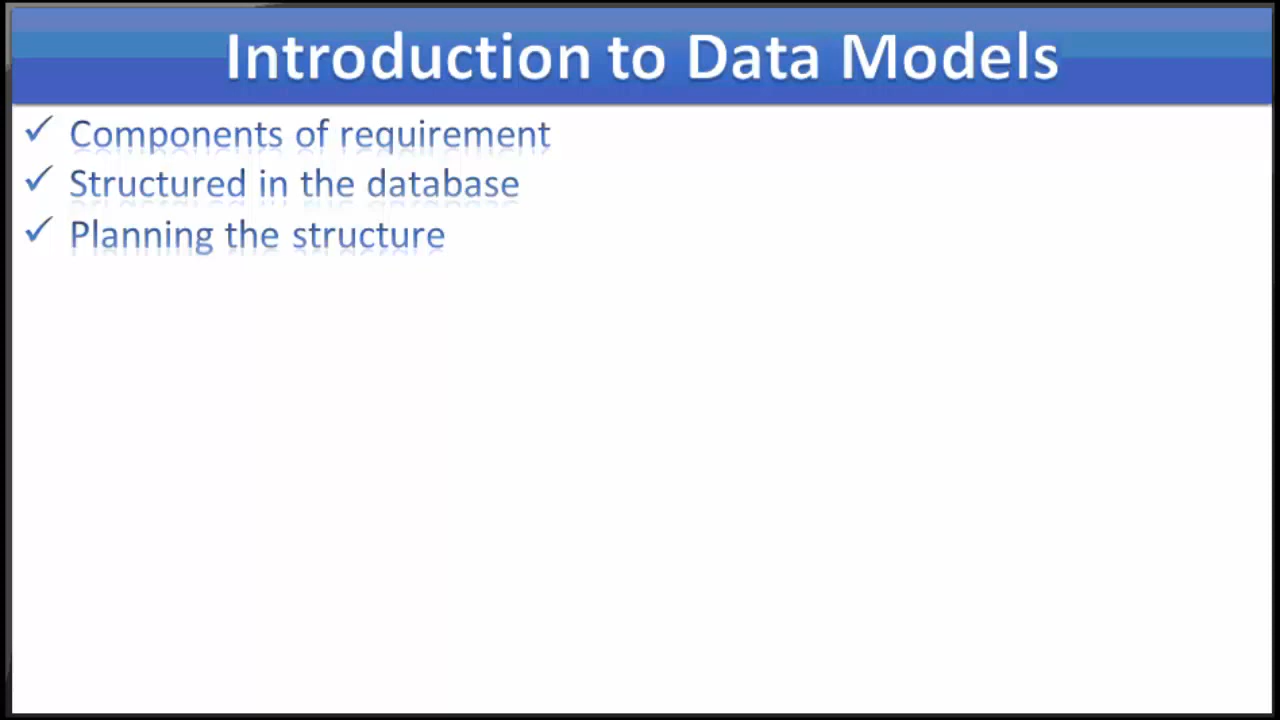 Introduction to Data Models
✓ Components of requirement
✓ Structured in the database
✓ Planning the structure